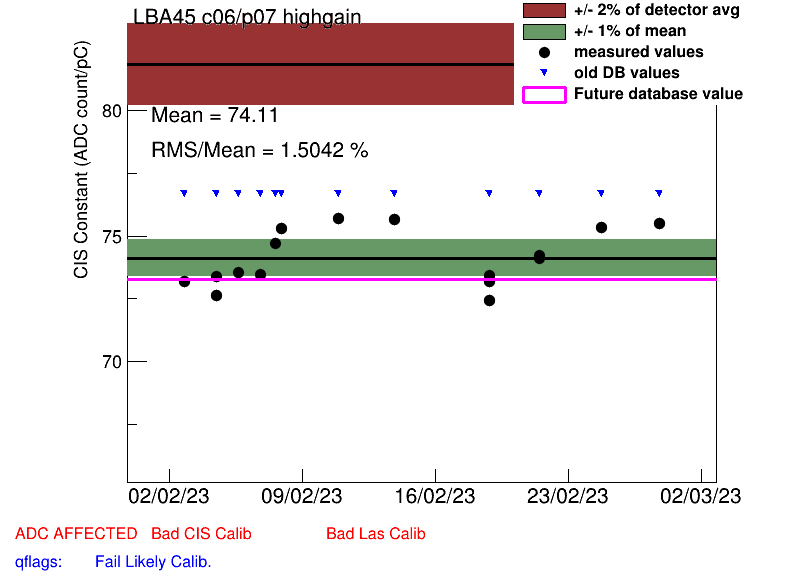 LBA45 c06/p07 highgain
+/- 2% of detector avg
+/- 1% of mean
measured values
old DB values
Future database value
Mean = 74.11
RMS/Mean = 1.5042 %
CIS Constant (ADC count/pC)
80
75
70
02/02/23 09/02/23 16/02/23 23/02/23 02/03/23
ADC AFFECTED Bad CIS Calib Bad Las Calib
qflags: Fail Likely Calib.